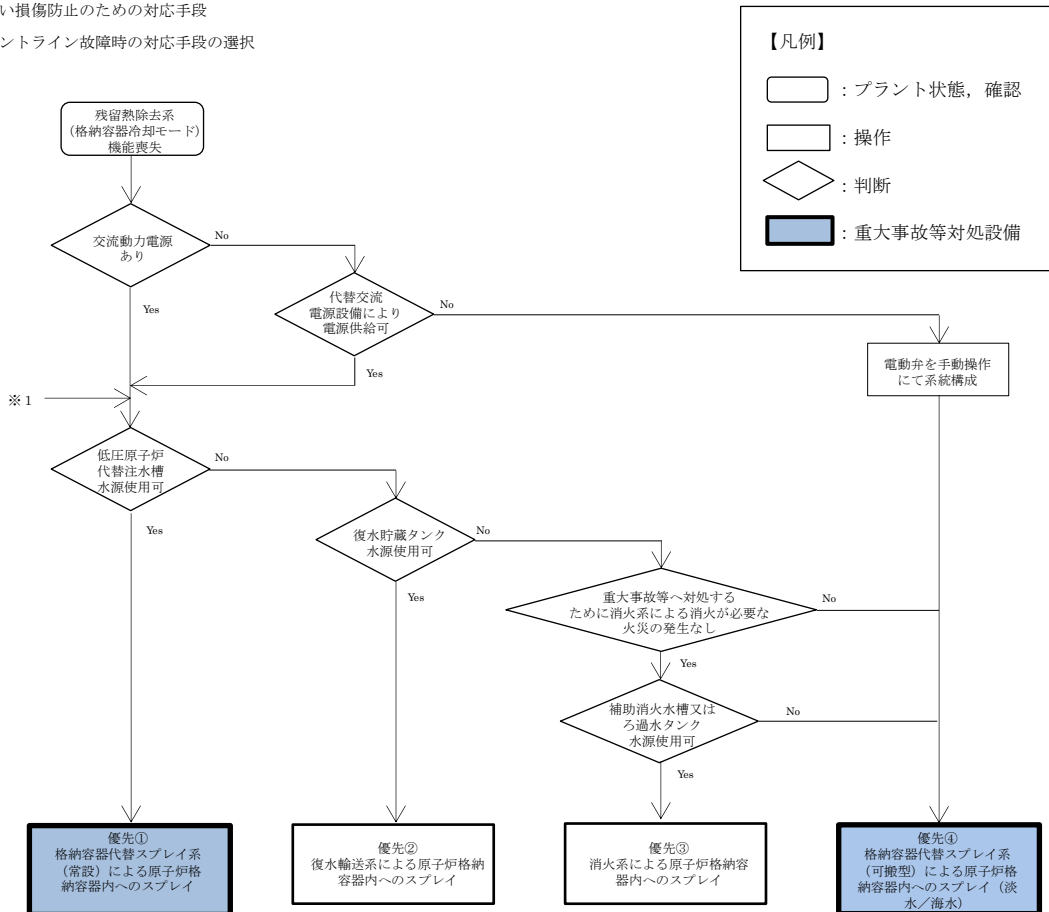 い損傷防止のための対応手段
ントライン故障時の対応手段の選択
【凡例】
：プラント状態，確認
：操作
：判断
：重大事故等対処設備
残留熱除去系
（格納容器冷却モード）
機能喪失
交流動力電源
あり
No
Yes
代替交流
電源設備により
電源供給可
No
Yes
電動弁を手動操作
にて系統構成
※１
低圧原子炉
代替注水槽
水源使用可
No
Yes
復水貯蔵タンク
水源使用可
No
Yes
重大事故等へ対処する
ために消火系による消火が必要な
火災の発生なし
No
Yes
補助消火水槽又は
ろ過水タンク
水源使用可
No
Yes
優先①
格納容器代替スプレイ系
（常設）による原子炉格
納容器内へのスプレイ
優先②
復水輸送系による原子炉格納
容器内へのスプレイ
優先③
消火系による原子炉格納容
器内へのスプレイ
優先④
格納容器代替スプレイ系
（可搬型）による原子炉格
納容器内へのスプレイ（淡
水／海水）